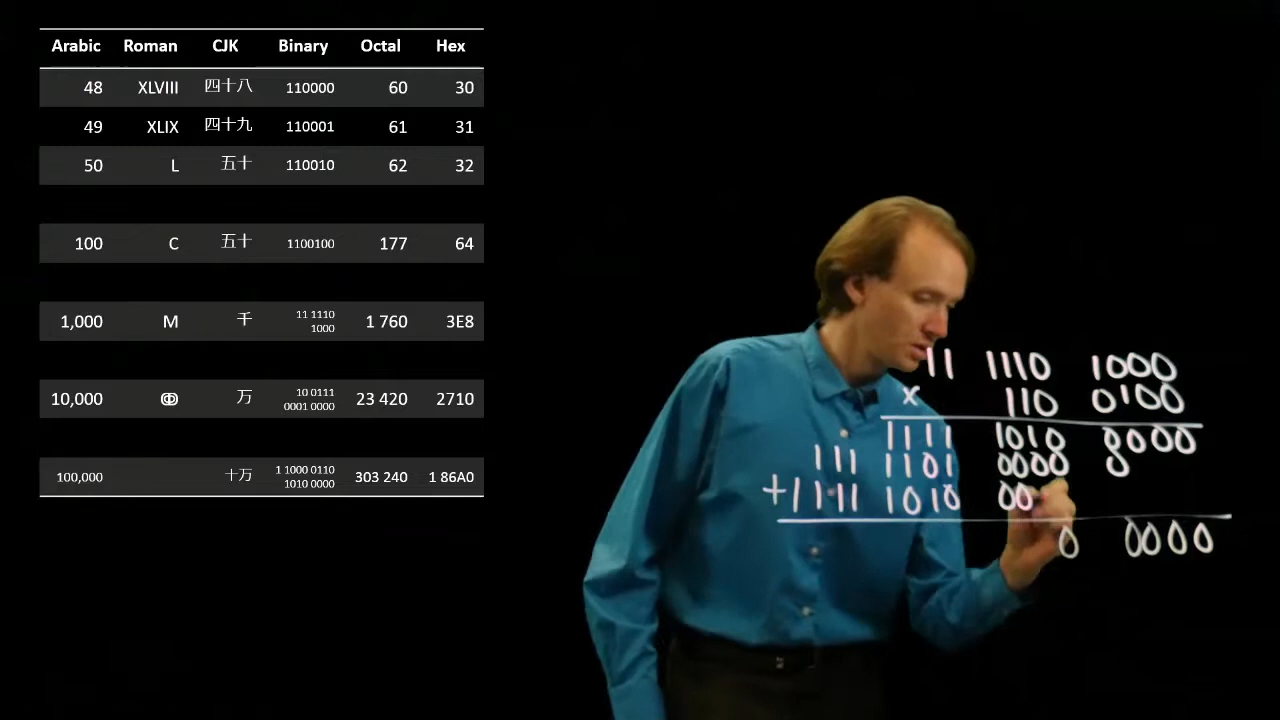 Arabic Roman CJK Binary Octal Hex
48 XLVIII 四十八 110000 60 30
49 XLIX 四十九 110001 61 31
50 L 五十 110010 62 32
100 C 五十 1100100 177 64
1,000 M 千 11 1110 1000 1 760 3E8
10,000 ↂ 万 10 0111 0001 0000 23 420 2710
100,000 十万 1 1000 0110 1010 0000 303 240 1 86A0
11 1110 1000
× 110 0100
1111 1010 0000
111 1101 0000 0
+1111 1010 00
0 0000